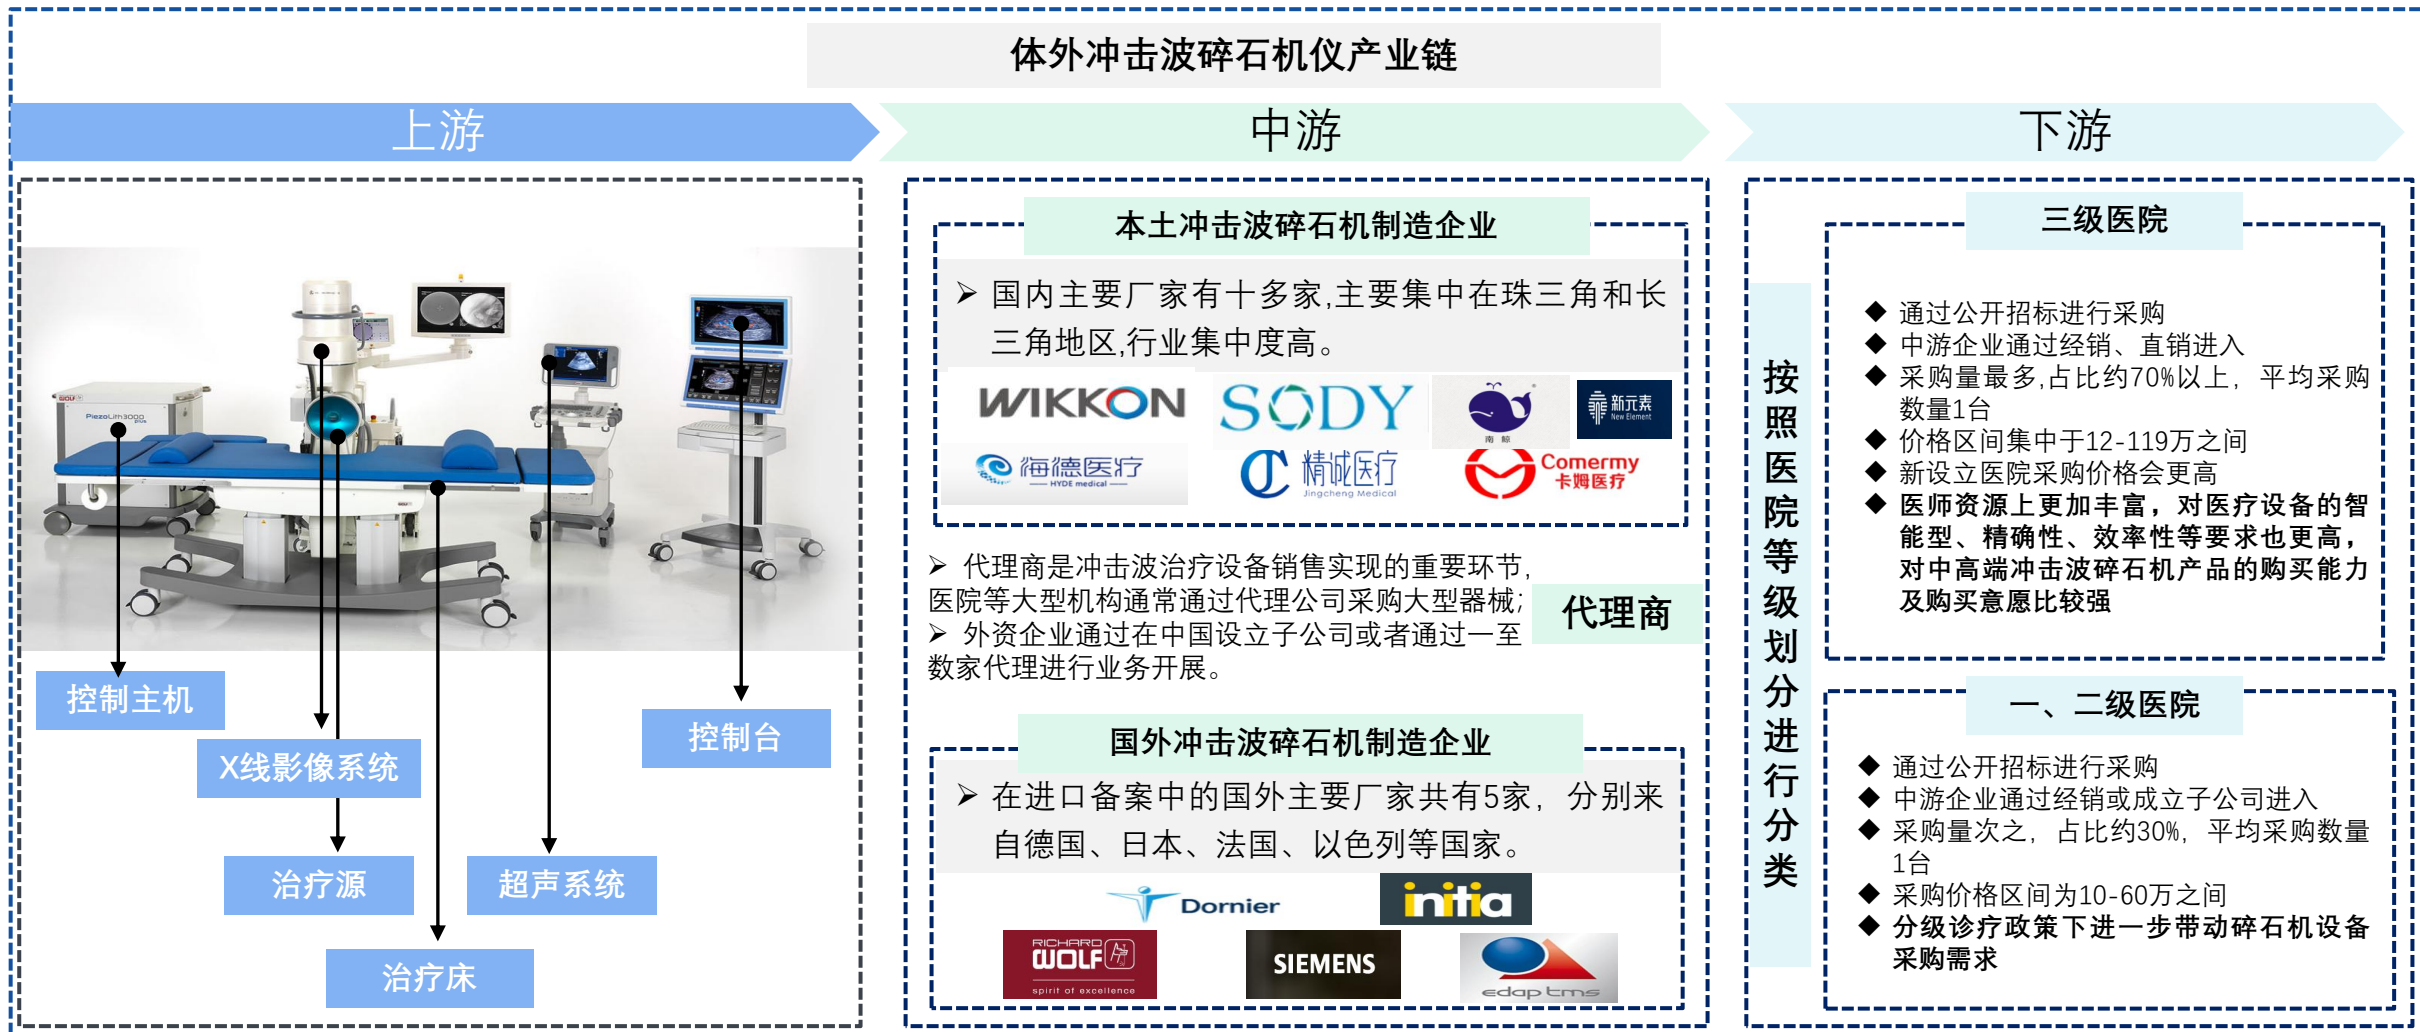 体外冲击波碎石机仪产业链
上游
中游
下游
WOLF
PiezoLith3000
plus
控制主机
X线影像系统
治疗源
治疗床
超声系统
控制台
本土冲击波碎石机制造企业
➢ 国内主要厂家有十多家,主要集中在珠三角和长
三角地区,行业集中度高。
WIKKON
SODY
南鲸
新元素
New Element
海德医疗
HYDE medical
精诚医疗
Jingcheng Medical
Comermy
卡姆医疗
➢ 代理商是冲击波治疗设备销售实现的重要环节,
医院等大型机构通常通过代理公司采购大型器械;
➢ 外资企业通过在中国设立子公司或者通过一至
数家代理进行业务开展。
代理商
国外冲击波碎石机制造企业
➢ 在进口备案中的国外主要厂家共有5家，分别来
自德国、日本、法国、以色列等国家。
Dornier
initia
RICHARD
WOLF
spirit of excellence
SIEMENS
edap tms
按照医院等级划分进行分类
三级医院
◆ 通过公开招标进行采购
◆ 中游企业通过经销、直销进入
◆ 采购量最多,占比约70%以上，平均采购
数量1台
◆ 价格区间集中于12-119万之间
◆ 新设立医院采购价格会更高
◆ 医师资源上更加丰富，对医疗设备的智
能型、精确性、效率性等要求也更高，
对中高端冲击波碎石机产品的购买能力
及购买意愿比较强
一、二级医院
◆ 通过公开招标进行采购
◆ 中游企业通过经销或成立子公司进入
◆ 采购量次之，占比约30%，平均采购数量
1台
◆ 采购价格区间为10-60万之间
◆ 分级诊疗政策下进一步带动碎石机设备
采购需求